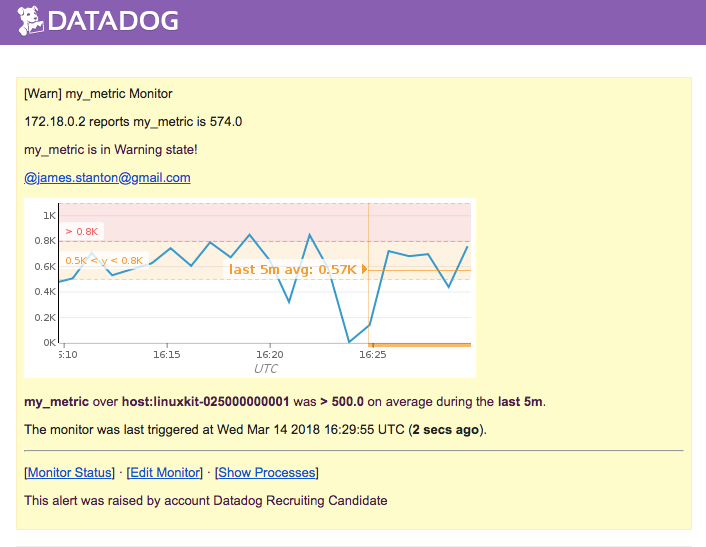 DATADOG
[Warn] my_metric Monitor
172.18.0.2 reports my_metric is 574.0
my_metric is in Warning state!
@james.stanton@gmail.com
1K
> 0.8K
0.8K
0.5K < y < 0.8K
0.6K
last 5m avg: 0.57K
0.4K
0.2K
0K
5:10 16:15 16:20 16:25
UTC
my_metric over host:linuxkit-025000000001 was > 500.0 on average during the last 5m.
The monitor was last triggered at Wed Mar 14 2018 16:29:55 UTC (2 secs ago).
[Monitor Status] · [Edit Monitor] · [Show Processes]
This alert was raised by account Datadog Recruiting Candidate